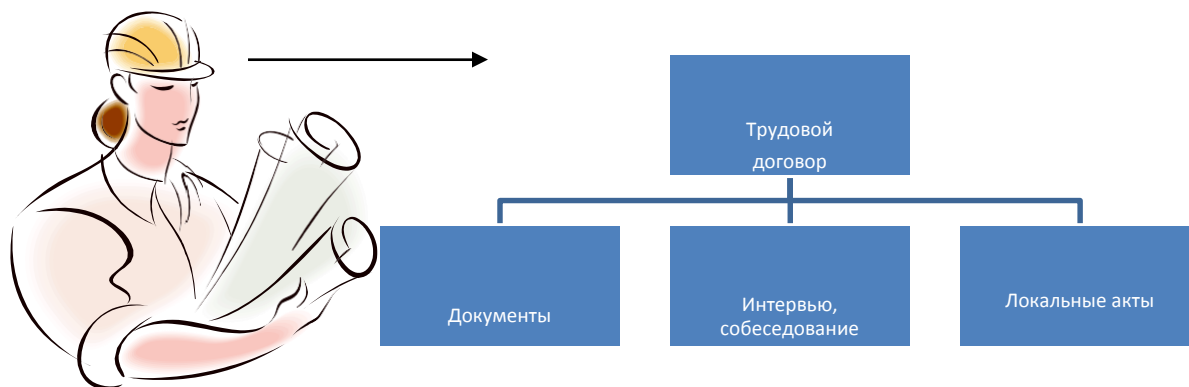 Трудовой
договор
Документы
Интервью,
собеседование
Локальные акты